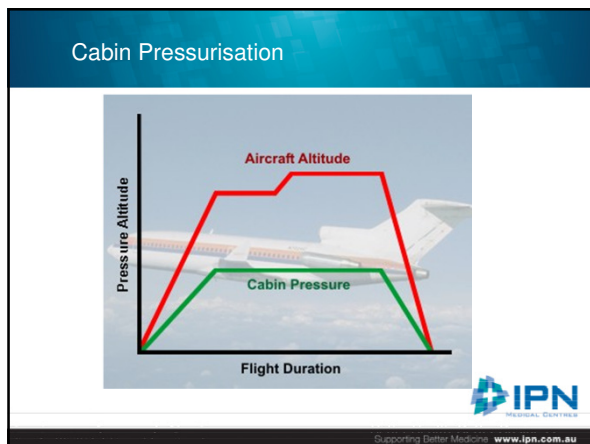 Cabin Pressurisation
Aircraft Altitude
Pressure Altitude
Cabin Pressure
Flight Duration
IPN
MEDICAL CENTRES
Supporting Better Medicine www.ipn.com.au